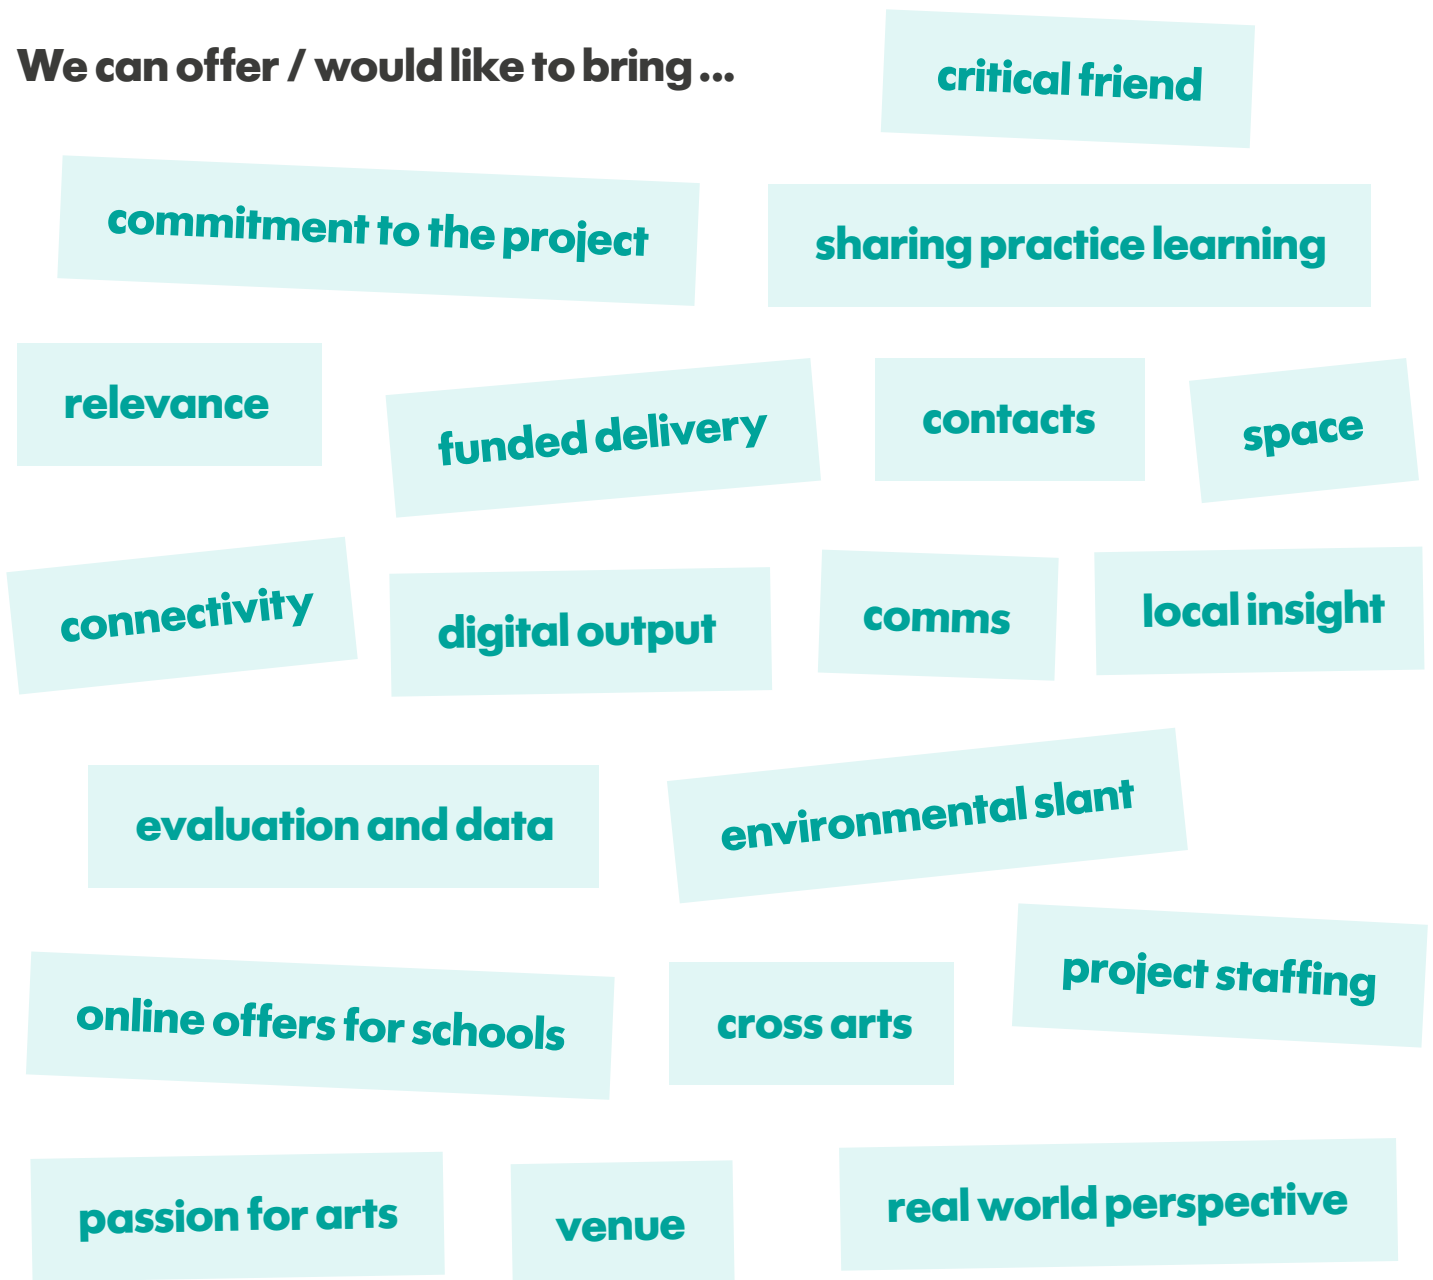 We can offer / would like to bring ...
critical friend
commitment to the project
sharing practice learning
relevance
funded delivery
contacts
space
connectivity
digital output
comms
local insight
evaluation and data
environmental slant
online offers for schools
cross arts
project staffing
passion for arts
venue
real world perspective